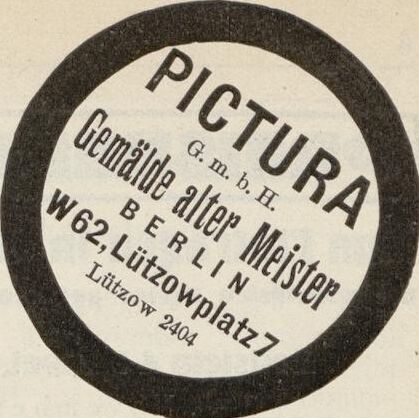 PICTURA
G. m. b. H.
Gemälde alter Meister
BERLIN
W 62, Lützowplatz 7
Lützow 2404